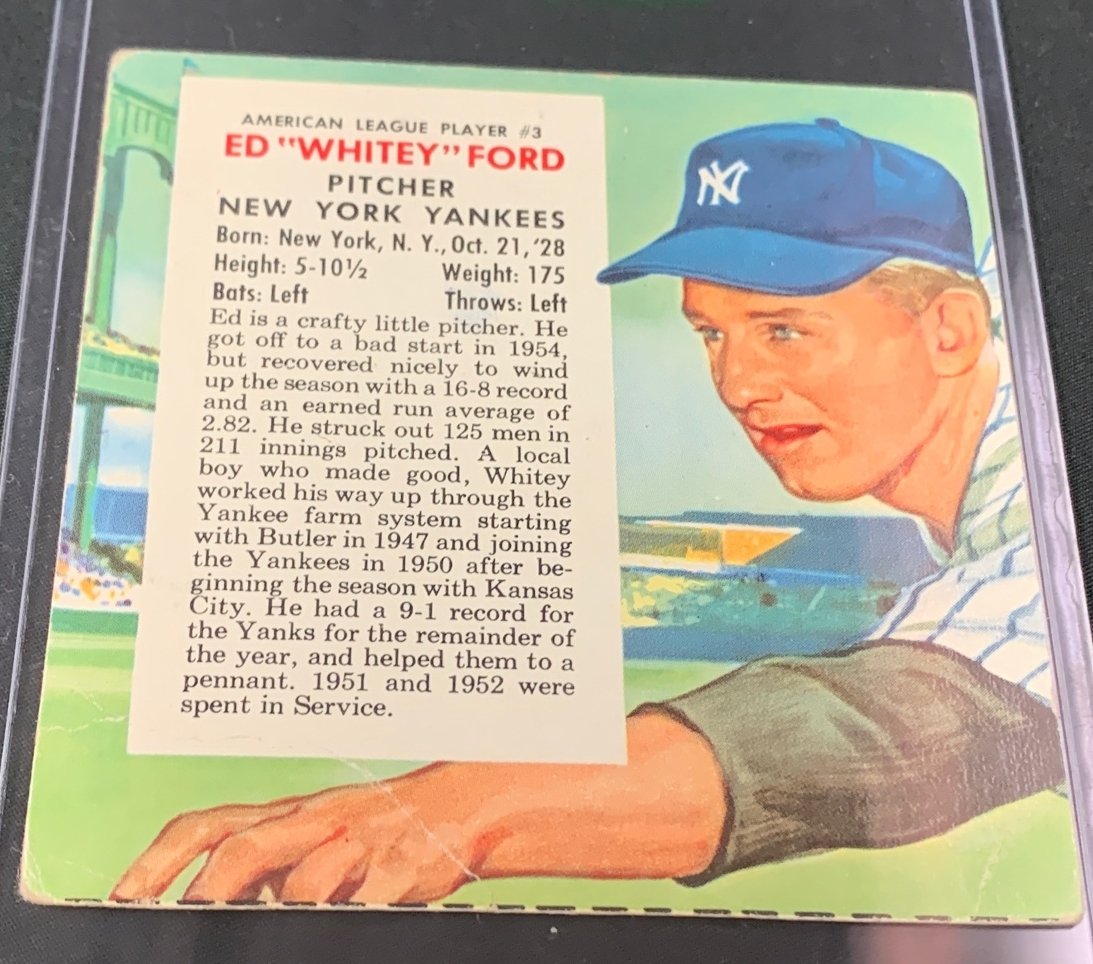 AMERICAN LEAGUE PLAYER #3
ED "WHITEY" FORD
PITCHER
NEW YORK YANKEES
Born: New York, N. Y., Oct. 21, '28
Height: 5-10½ Weight: 175
Bats: Left Throws: Left
Ed is a crafty little pitcher. He
got off to a bad start in 1954,
but recovered nicely to wind
up the season with a 16-8 record
and an earned run average of
2.82. He struck out 125 men in
211 innings pitched. A local
boy who made good, Whitey
worked his way up through the
Yankee farm system starting
with Butler in 1947 and joining
the Yankees in 1950 after be-
ginning the season with Kansas
City. He had a 9-1 record for
the Yanks for the remainder of
the year, and helped them to a
pennant. 1951 and 1952 were
spent in Service.
NY